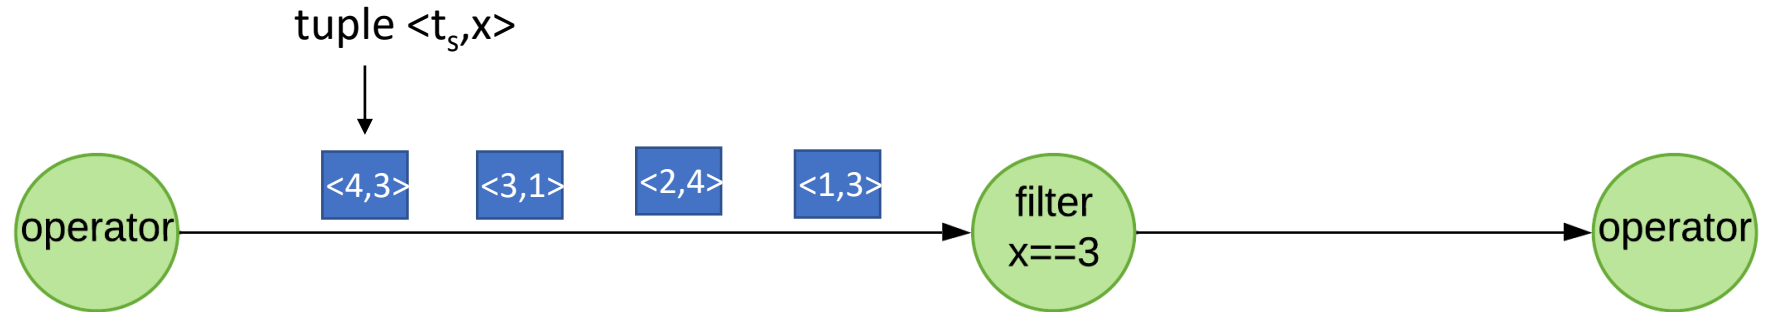 tuple <tₛ,x>
<4,3>
<3,1>
<2,4>
<1,3>
operator
filter
x==3
operator